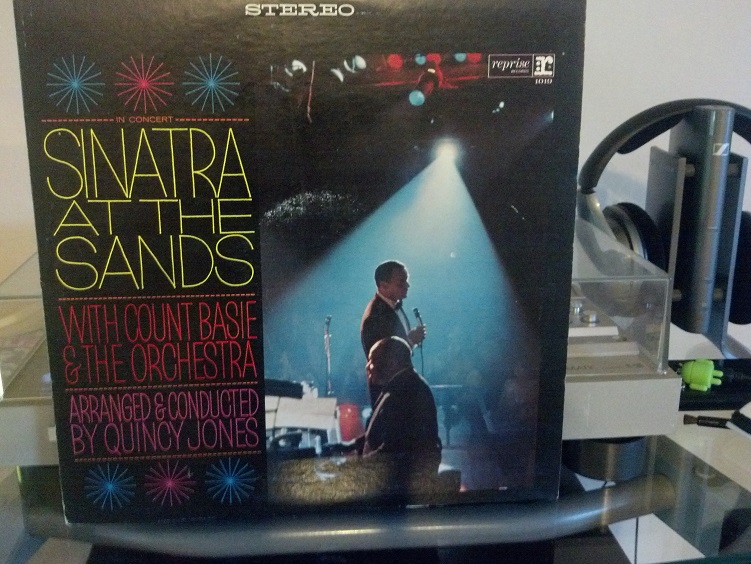 STEREO
reprise
RECORDS
r:
1019
IN CONCERT
SINATRA
AT THE
SANDS
WITH COUNT BASIE
& THE ORCHESTRA
ARRANGED & CONDUCTED
BY QUINCY JONES